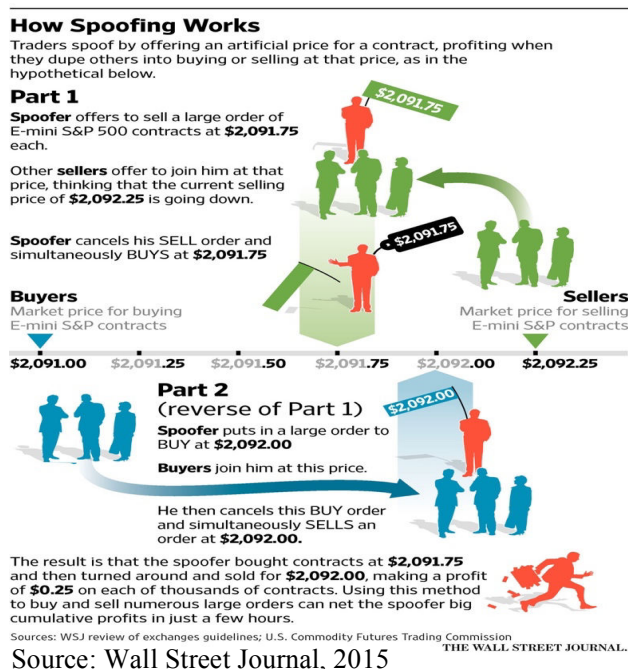 How Spoofing Works
Traders spoof by offering an artificial price for a contract, profiting when
they dupe others into buying or selling at that price, as in the
hypothetical below.
Part 1
Spoofer offers to sell a large order of
E-mini S&P 500 contracts at $2,091.75
each.
$2,091.75
Other sellers offer to join him at that
price, thinking that the current selling
price of $2,092.25 is going down.
Spoofer cancels his SELL order and
simultaneously BUYS at $2,091.75
$2,091.75
Buyers
Market price for buying
E-mini S&P contracts
Sellers
Market price for selling
E-mini S&P contracts
$2,091.00 $2,091.25 $2,091.50 $2,091.75 $2,092.00 $2,092.25
Part 2
(reverse of Part 1)
Spoofer puts in a large order to
BUY at $2,092.00
$2,092.00
Buyers join him at this price.
He then cancels this BUY order
and simultaneously SELLS an
order at $2,092.00.
The result is that the spoofer bought contracts at $2,091.75
and then turned around and sold for $2,092.00, making a profit
of $0.25 on each of thousands of contracts. Using this method
to buy and sell numerous large orders can net the spoofer big
cumulative profits in just a few hours.
Sources: WSJ review of exchanges guidelines; U.S. Commodity Futures Trading Commission
THE WALL STREET JOURNAL.
Source: Wall Street Journal, 2015